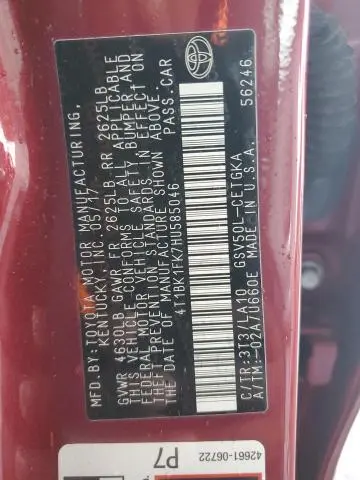 MFD. BY: TOYOTA MOTOR MANUFACTURING,
KENTUCKY, INC. 05/17
GVWR 4630LB GAWR FR 2625LB RR 2625LB
THIS VEHICLE CONFORMS TO ALL APPLICABLE
FEDERAL MOTOR VEHICLE SAFETY, BUMPER AND
THEFT PREVENTION STANDARDS IN EFFECT
ON THE DATE OF MANUFACTURE SHOWN ABOVE.
4T1BK1FK7HU585046 PASS.CAR
C/TR:3T3/LA10 GSV50L-CETGKA
A/TM:-02A/U660E MADE IN U.S.A. 56246
42661-06722
P7